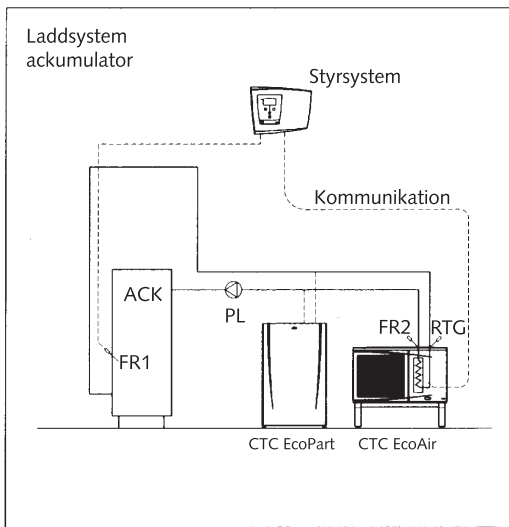 Laddsystem
ackumulator
Styrsystem
Kommunikation
ACK
PL
FR2 RTG
FR1
CTC EcoPart CTC EcoAir